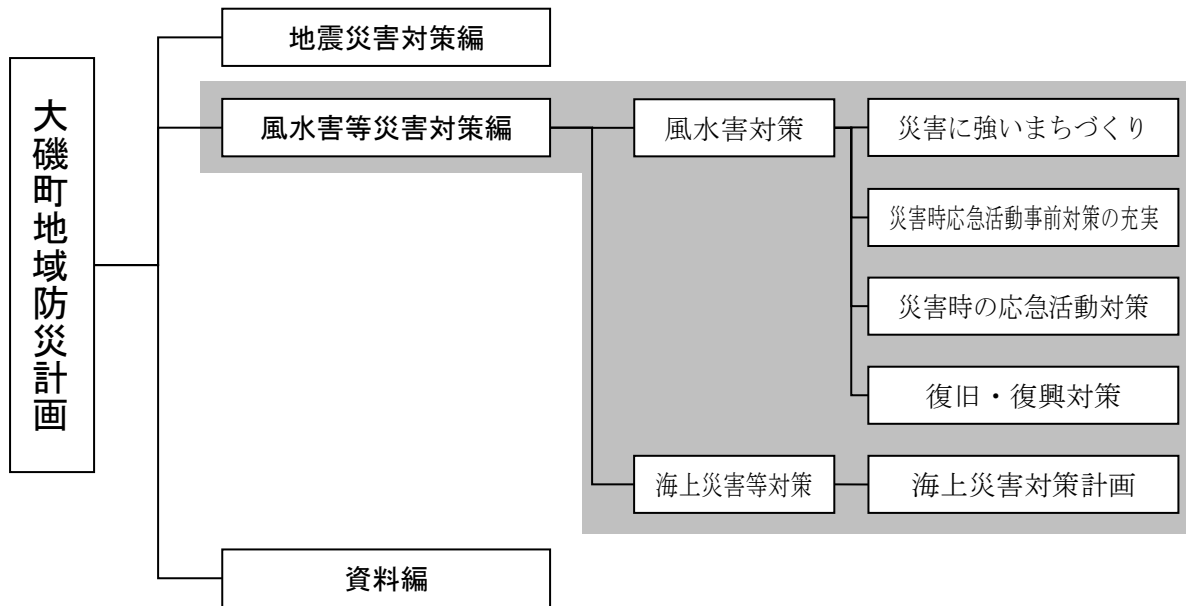 大磯町地域防災計画
地震災害対策編
風水害等災害対策編
風水害対策
災害に強いまちづくり
災害時応急活動事前対策の充実
災害時の応急活動対策
復旧・復興対策
海上災害等対策
海上災害対策計画
資料編